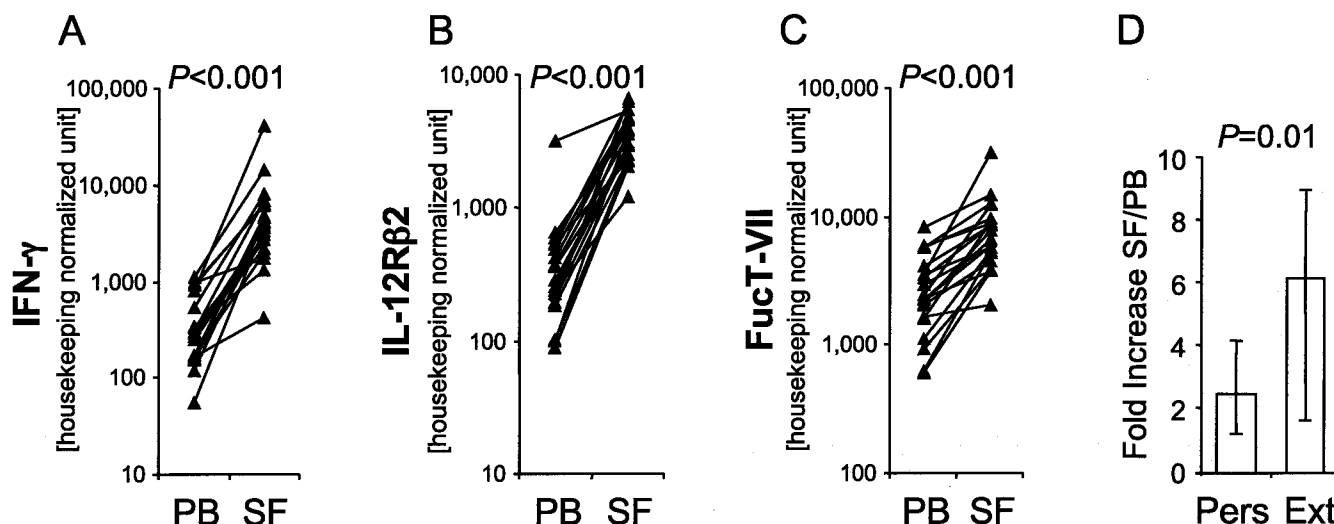 A
P<0.001
IFN-γ
[housekeeping normalized unit]
100,000
10,000
1,000
100
10
PB SF
B
P<0.001
IL-12Rβ2
[housekeeping normalized unit]
10,000
1,000
100
10
PB SF
C
P<0.001
FucT-VII
[housekeeping normalized unit]
100,000
10,000
1,000
100
PB SF
D
P=0.01
Fold Increase SF/PB
10
8
6
4
2
0
Pers Ext